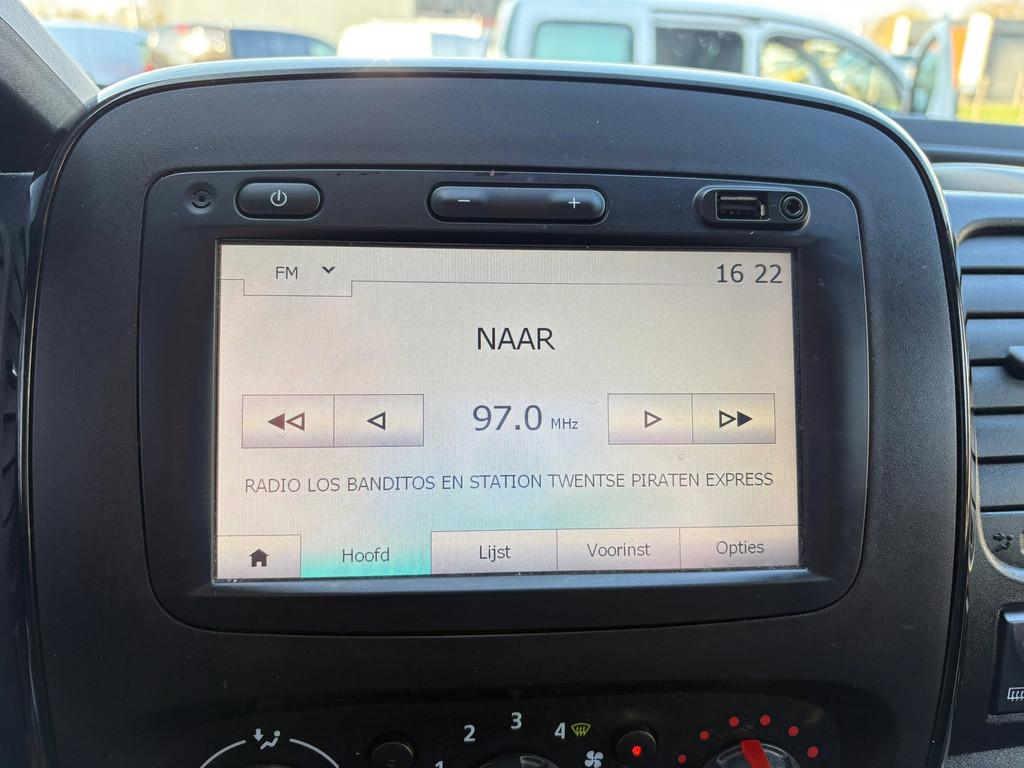 − +
FM 16 22
NAAR
97.0 MHz
RADIO LOS BANDITOS EN STATION TWENTSE PIRATEN EXPRESS
Hoofd Lijst Voorinst Opties
1 2 3 4